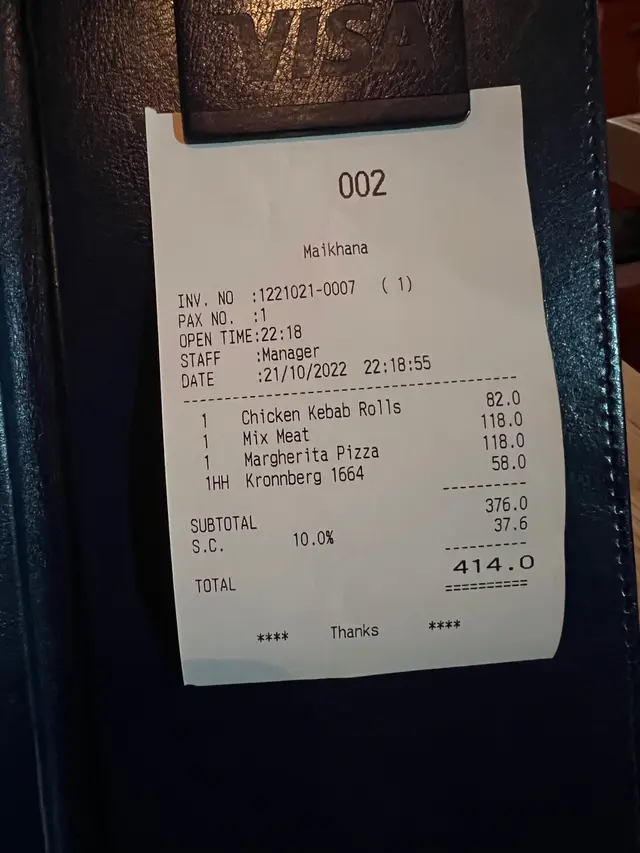 VISA
002
Maikhana
INV. NO :1221021-0007 ( 1)
PAX NO. :1
OPEN TIME:22:18
STAFF :Manager
DATE :21/10/2022 22:18:55
--------------------------------
1 Chicken Kebab Rolls 82.0
1 Mix Meat 118.0
1 Margherita Pizza 118.0
1HH Kronnberg 1664 58.0
----------
SUBTOTAL 376.0
S.C. 10.0% 37.6
----------
TOTAL 414.0
==========
**** Thanks ****